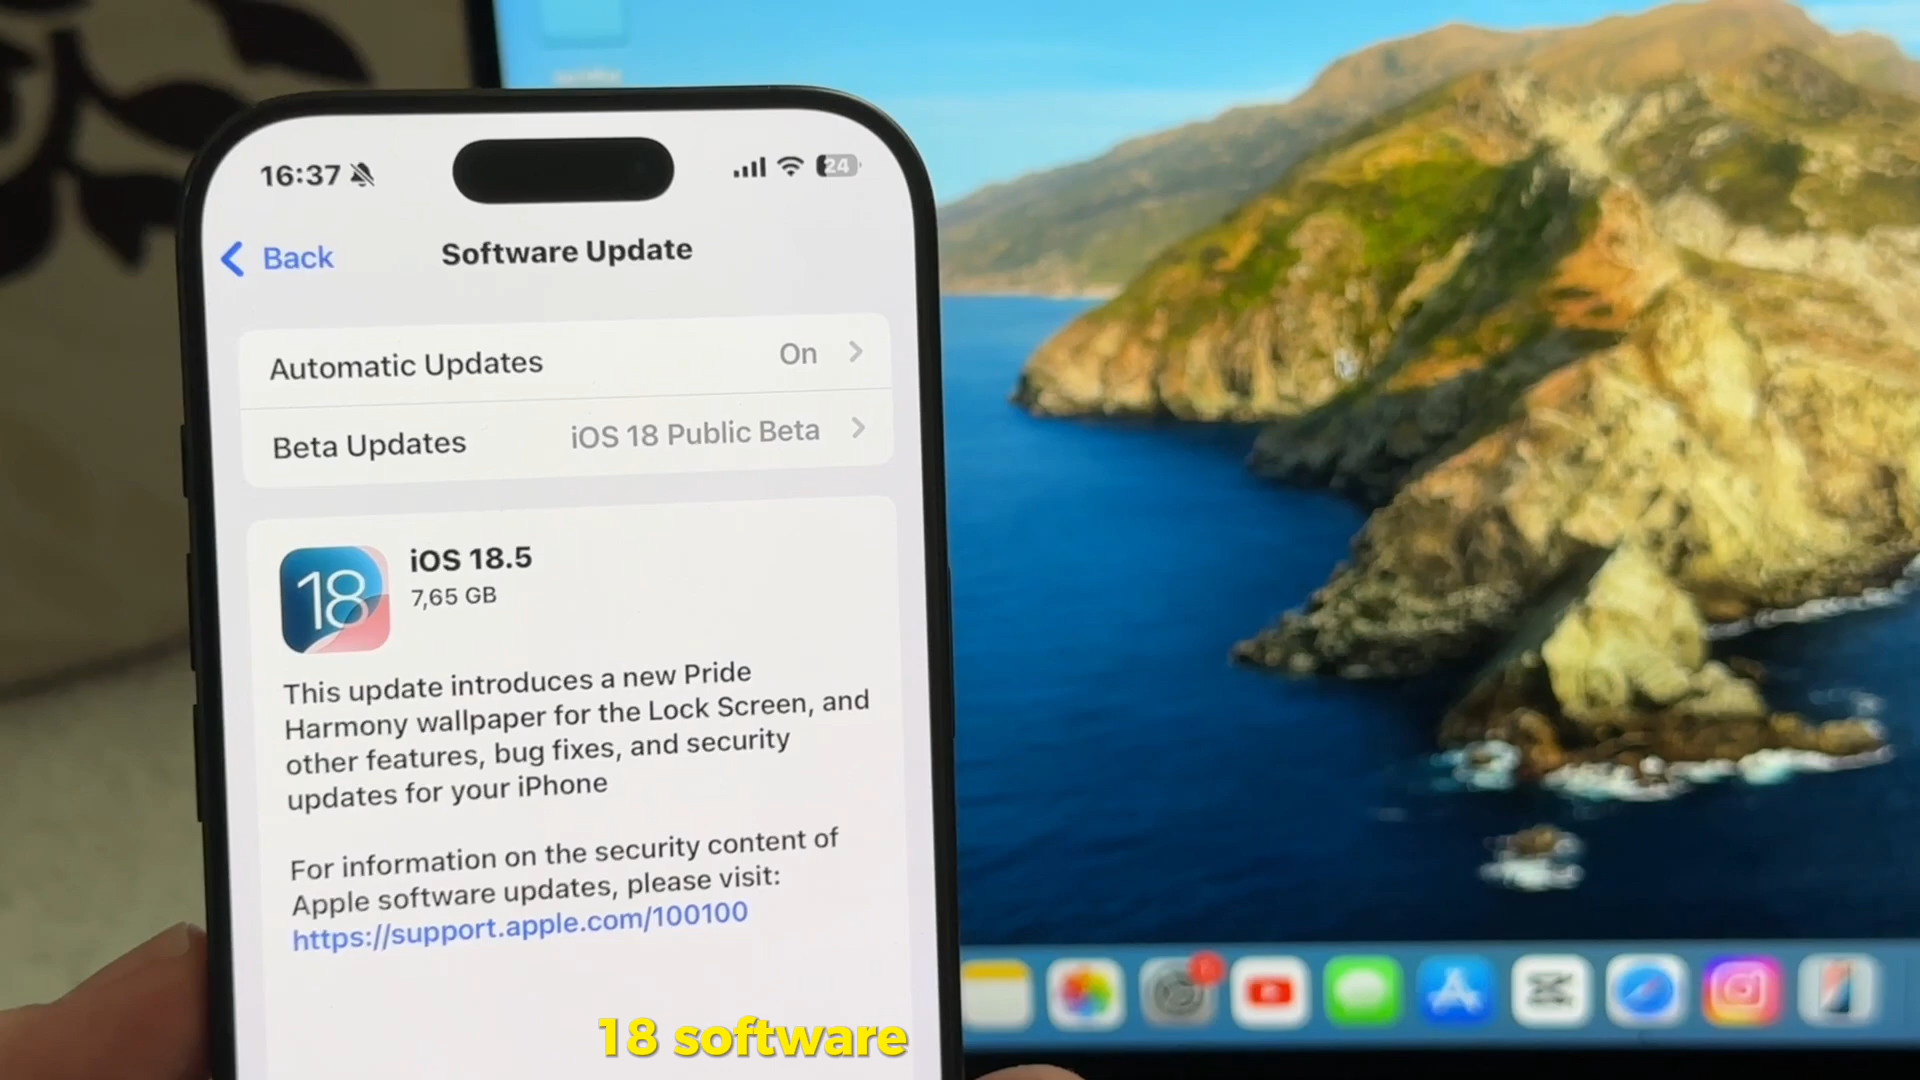 16:37 24
Back Software Update
Automatic Updates On
Beta Updates iOS 18 Public Beta
18
iOS 18.5
7,65 GB
This update introduces a new Pride
Harmony wallpaper for the Lock Screen, and
other features, bug fixes, and security
updates for your iPhone
For information on the security content of
Apple software updates, please visit:
https://support.apple.com/100100
18 software